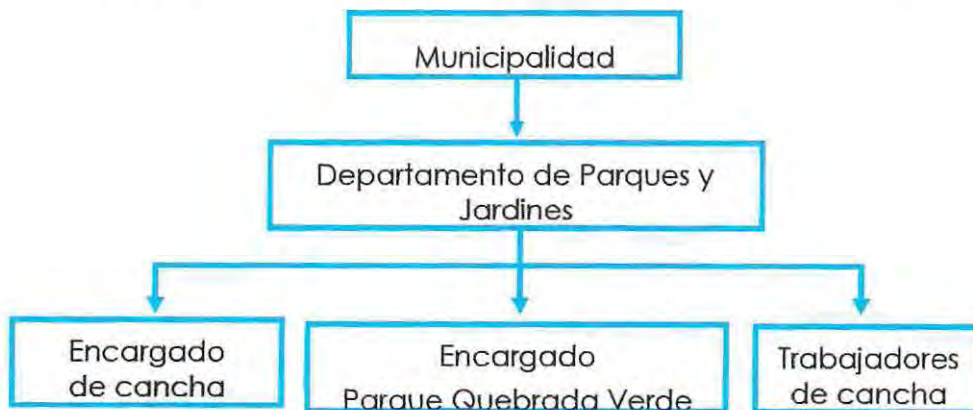 Municipalidad
Departamento de Parques y
Jardines
Encargado
de cancha
Encargado
Parque Quebrada Verde
Trabajadores
de cancha